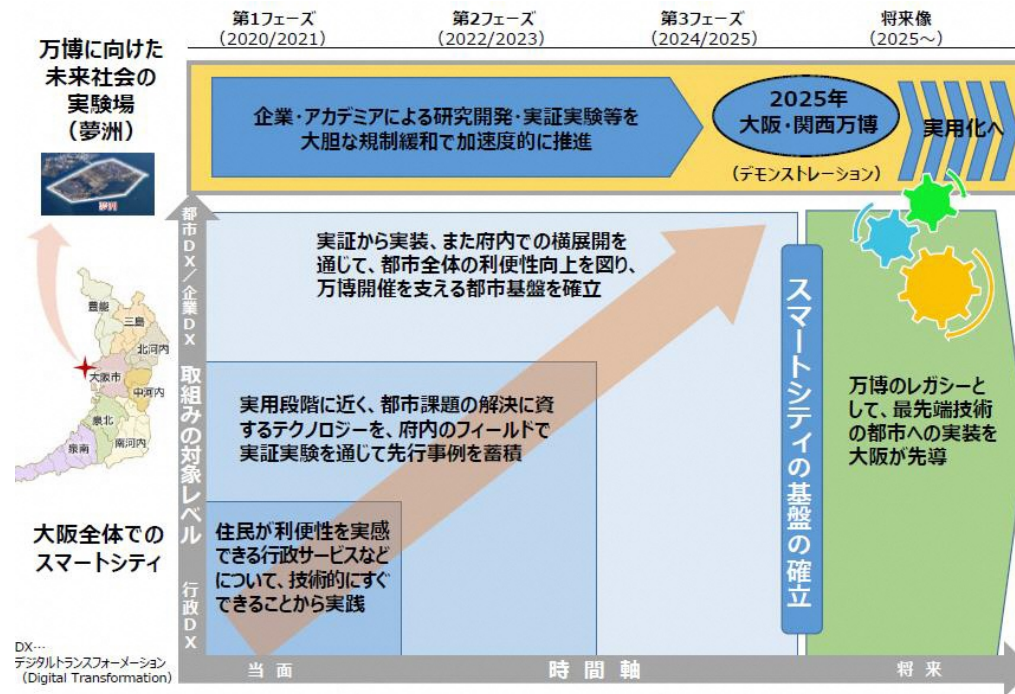 第1フェーズ
(2020/2021)
第2フェーズ
(2022/2023)
第3フェーズ
(2024/2025)
将来像
(2025~)
万博に向けた
未来社会の
実験場
(夢洲)
夢洲
企業・アカデミアによる研究開発・実証実験等を
大胆な規制緩和で加速度的に推進
2025年
大阪・関西万博
(デモンストレーション)
実用化へ
都市DX/企業DX
取組みの対象レベル
行政DX
実証から実装、また府内での横展開を
通じて、都市全体の利便性向上を図り、
万博開催を支える都市基盤を確立
豊能
三島
北河内
大阪市
中河内
泉北
南河内
泉南
実用段階に近く、都市課題の解決に資
するテクノロジーを、府内のフィールドで
実証実験を通じて先行事例を蓄積
スマートシティの基盤の確立
万博のレガシーと
して、最先端技術
の都市への実装を
大阪が先導
大阪全体での
スマートシティ
住民が利便性を実感
できる行政サービスなど
について、技術的にすぐ
できることから実践
DX…
デジタルトランスフォーメーション
(Digital Transformation)
当面
時間軸
将来